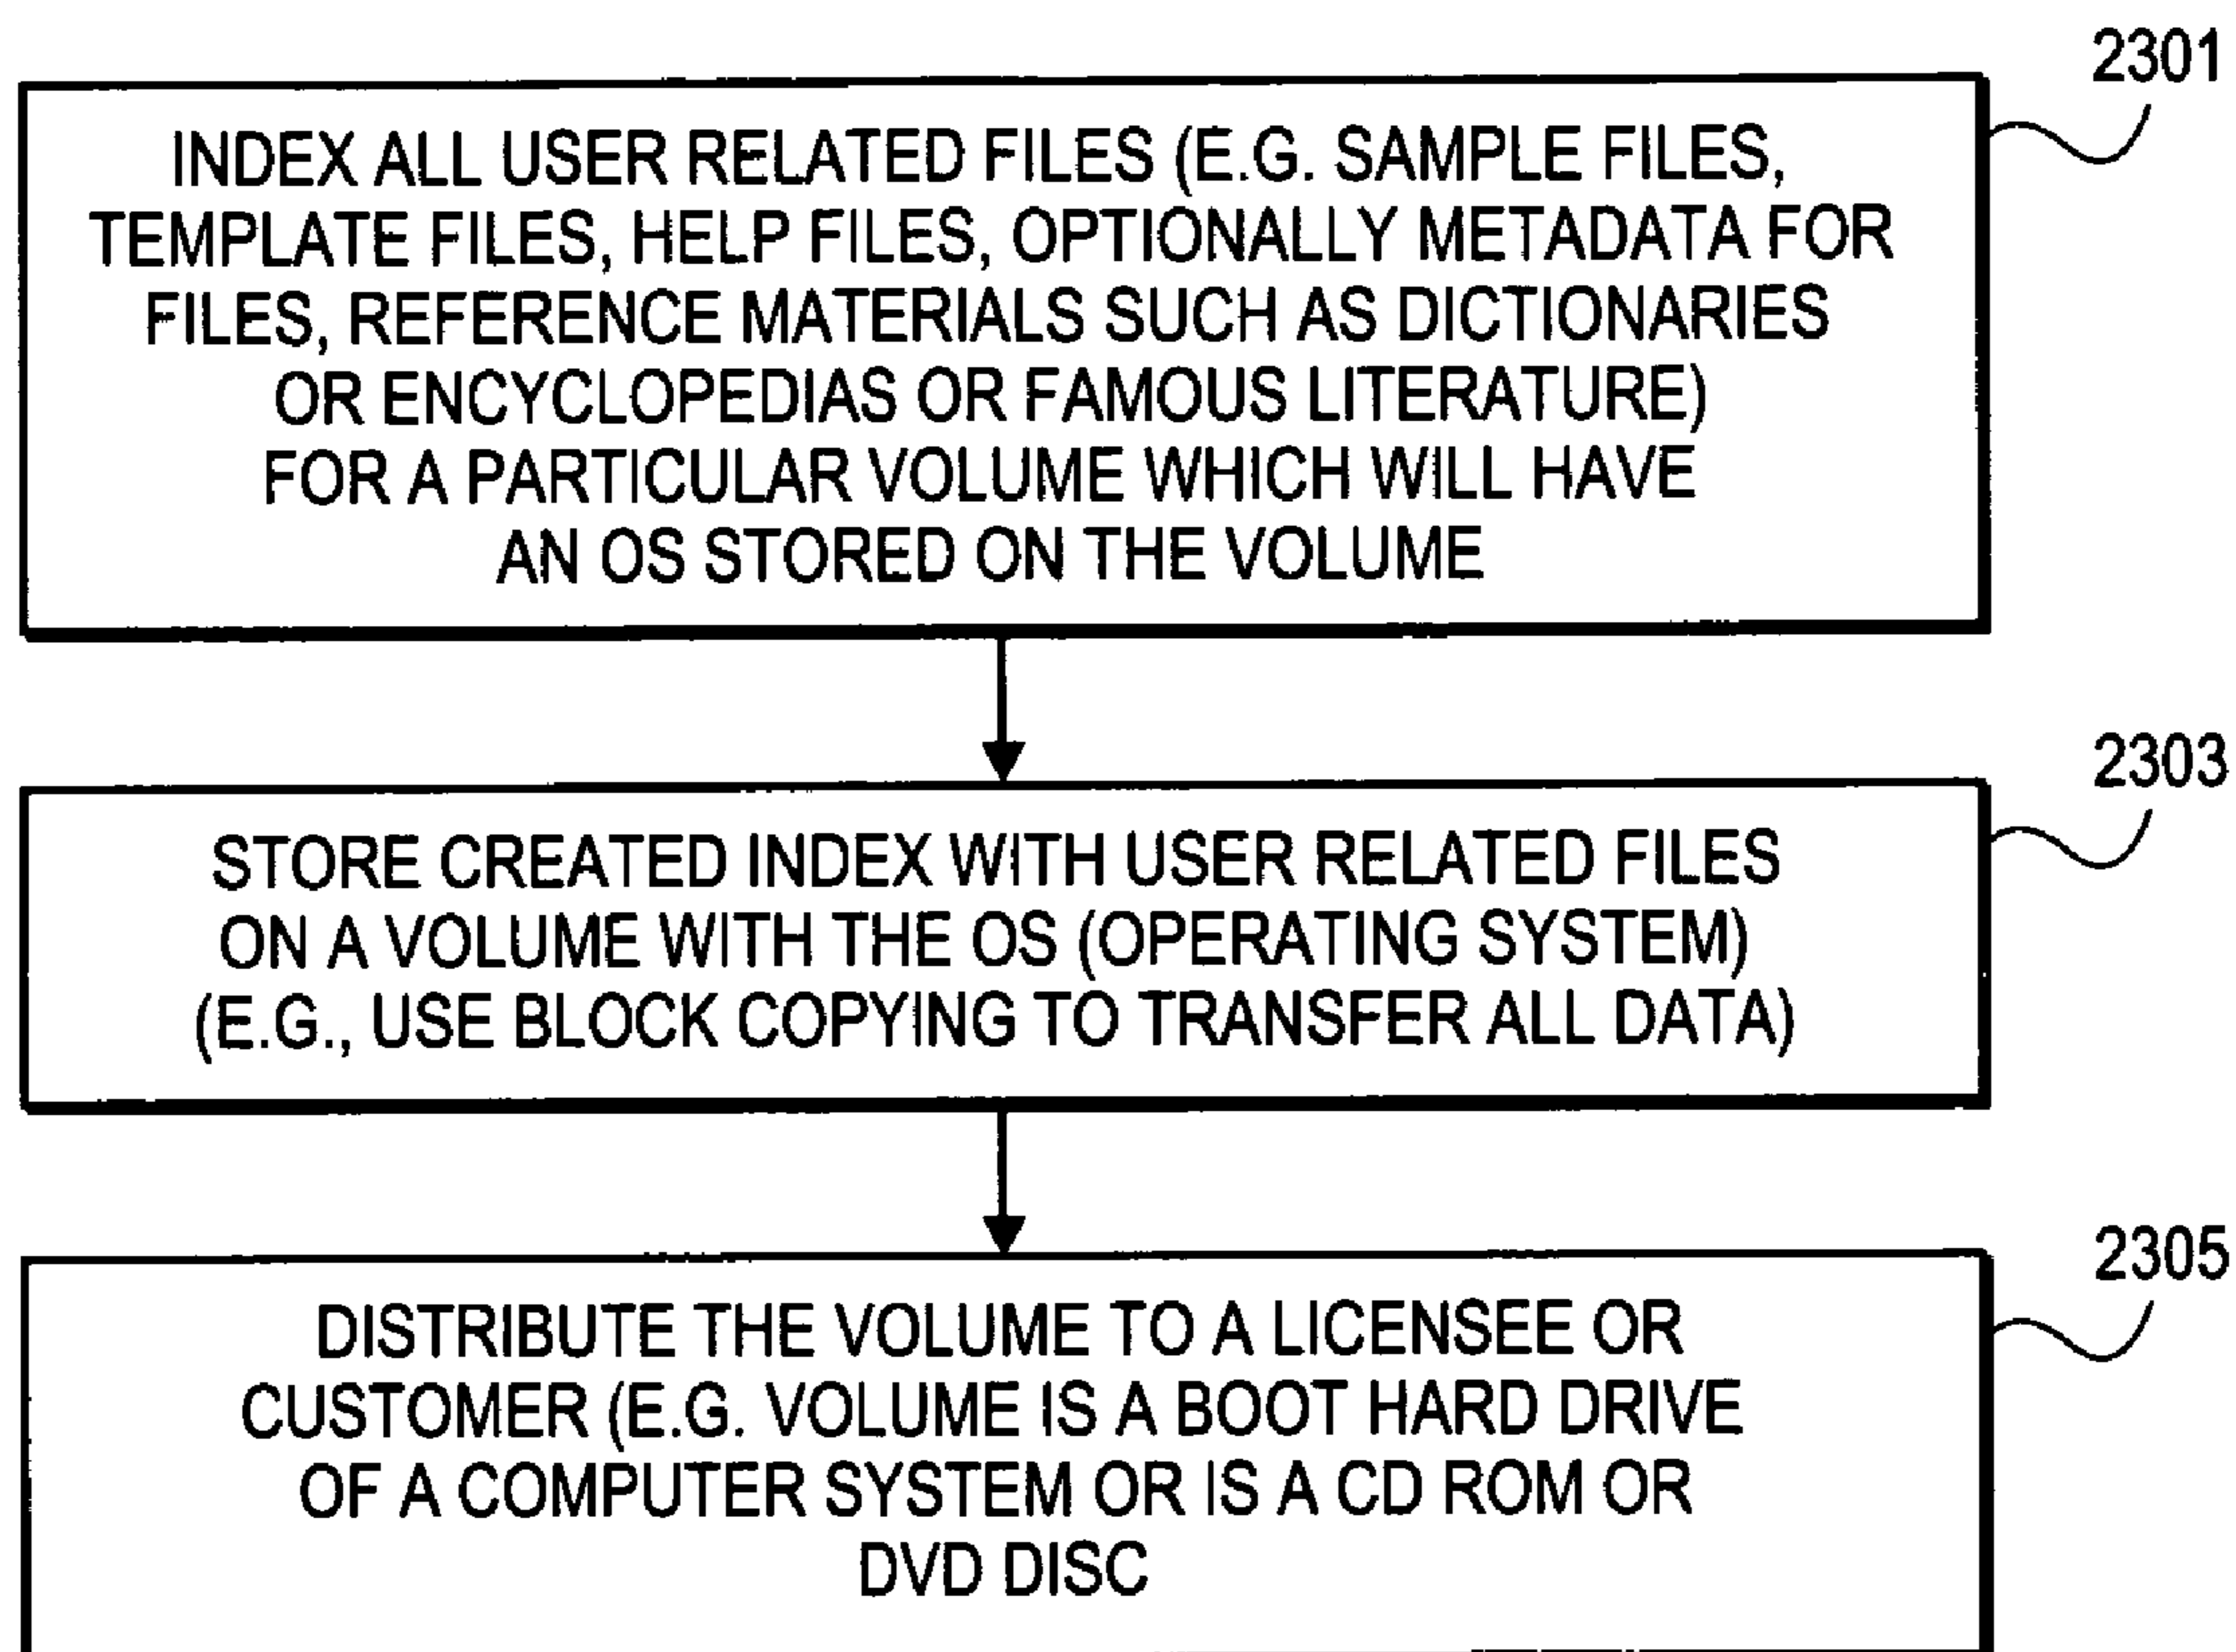 2301
INDEX ALL USER RELATED FILES (E.G. SAMPLE FILES,
TEMPLATE FILES, HELP FILES, OPTIONALLY METADATA FOR
FILES, REFERENCE MATERIALS SUCH AS DICTIONARIES
OR ENCYCLOPEDIAS OR FAMOUS LITERATURE)
FOR A PARTICULAR VOLUME WHICH WILL HAVE
AN OS STORED ON THE VOLUME
2303
STORE CREATED INDEX WITH USER RELATED FILES
ON A VOLUME WITH THE OS (OPERATING SYSTEM)
(E.G., USE BLOCK COPYING TO TRANSFER ALL DATA)
2305
DISTRIBUTE THE VOLUME TO A LICENSEE OR
CUSTOMER (E.G. VOLUME IS A BOOT HARD DRIVE
OF A COMPUTER SYSTEM OR IS A CD ROM OR
DVD DISC